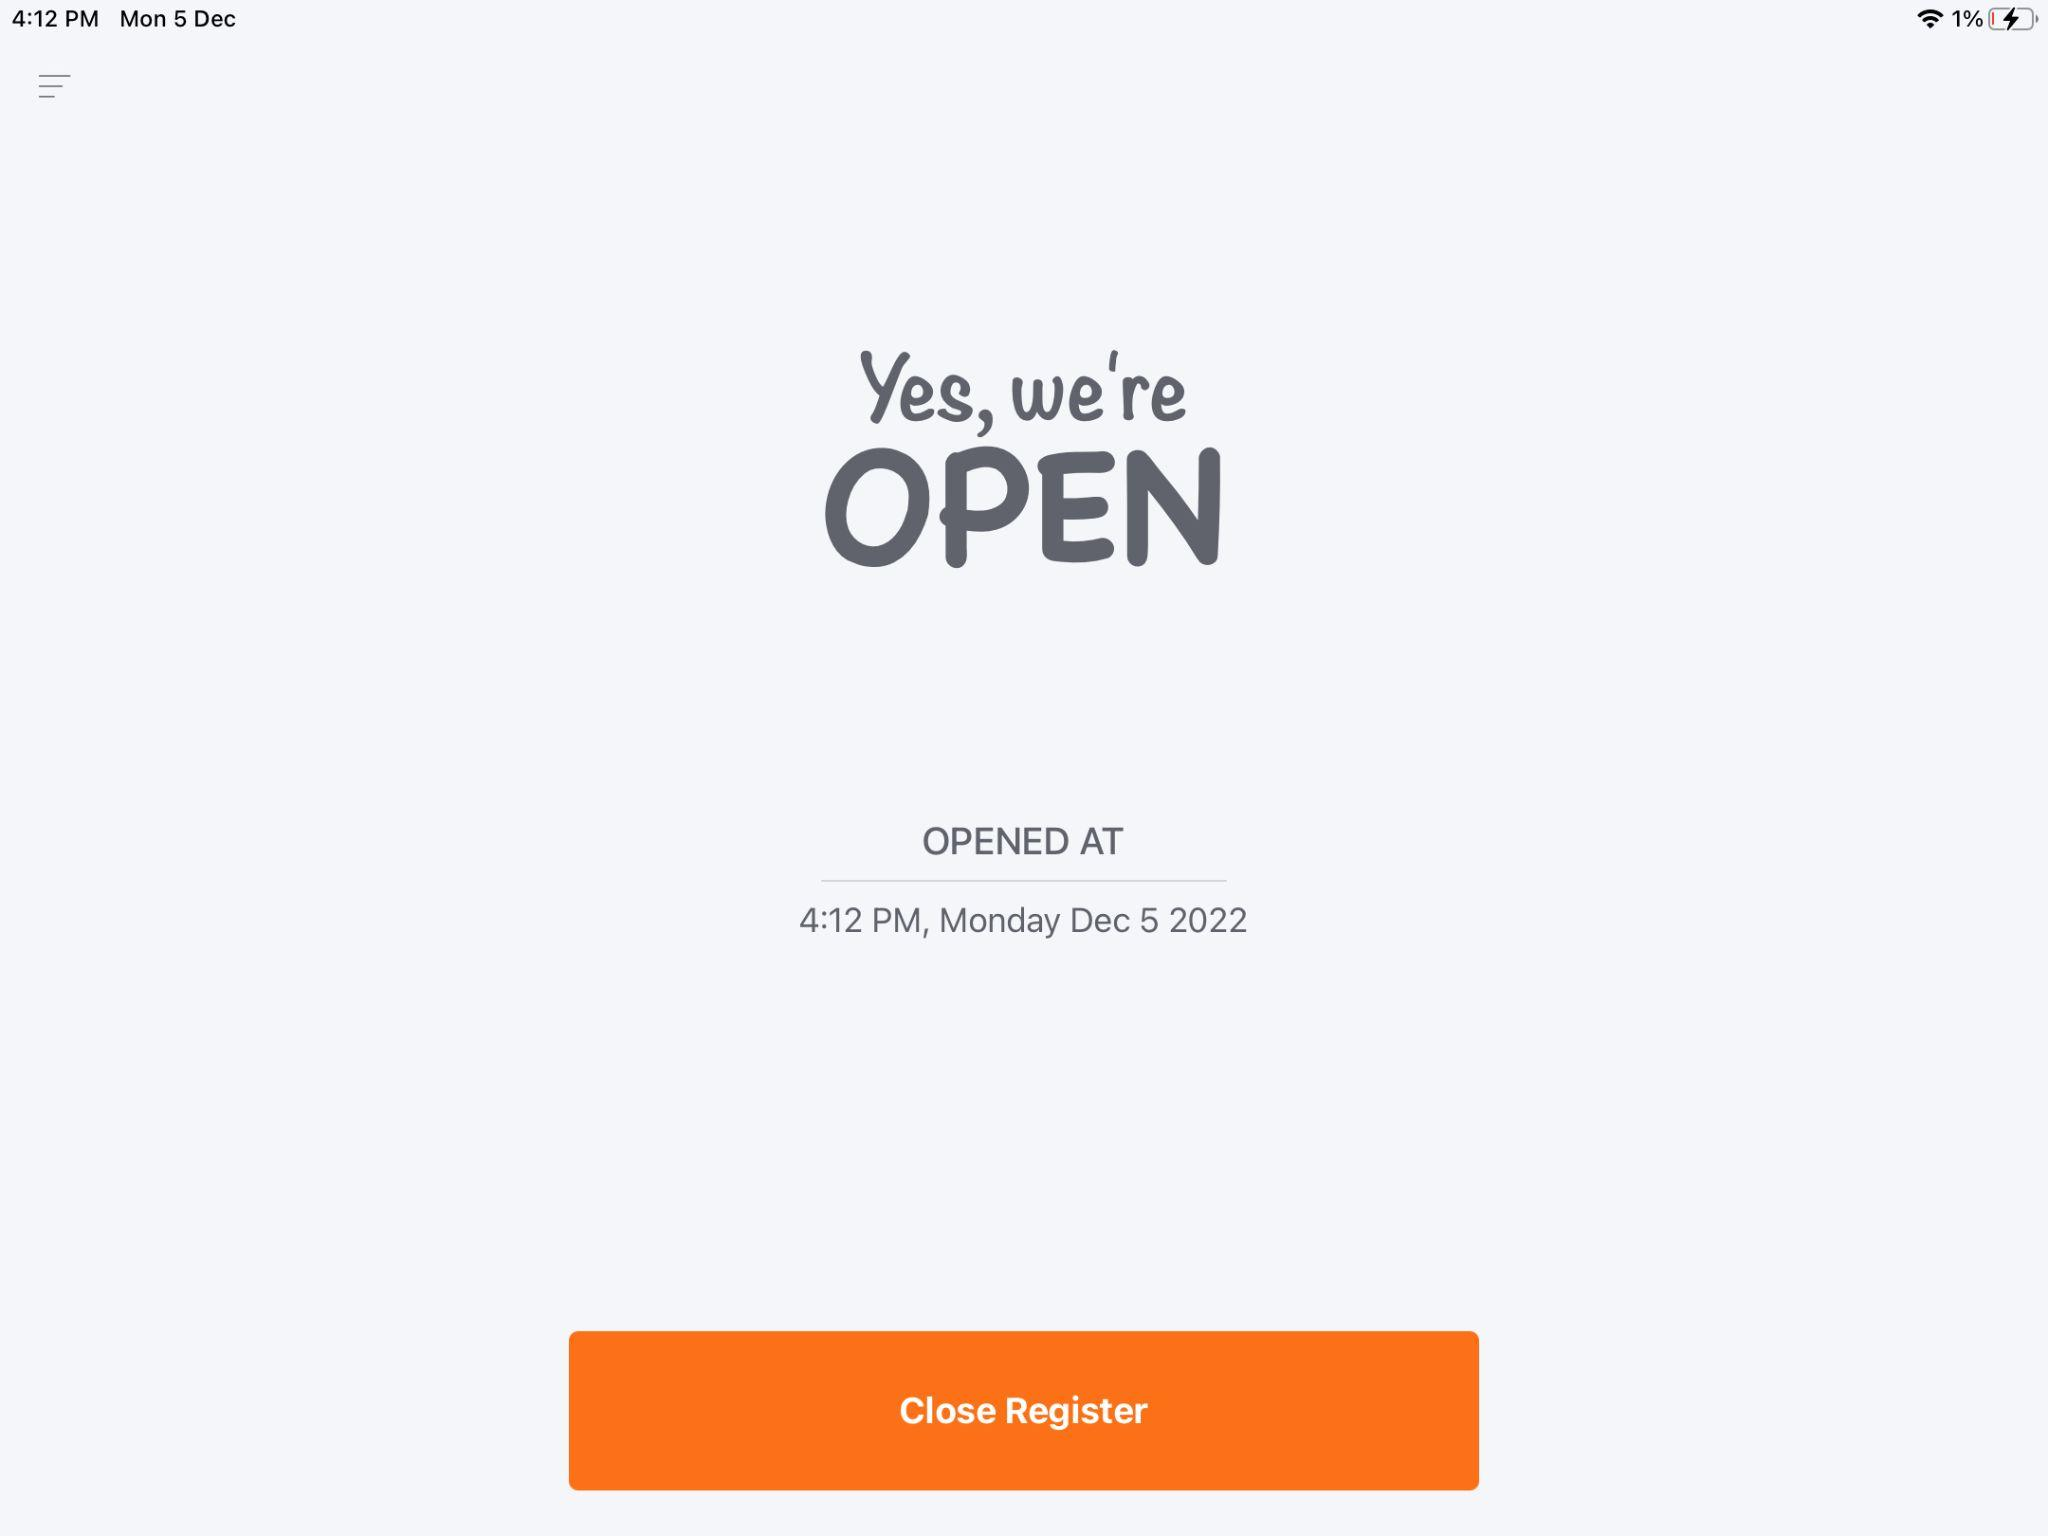 4:12 PM Mon 5 Dec
1%
Yes, we're
OPEN
OPENED AT
4:12 PM, Monday Dec 5 2022
Close Register